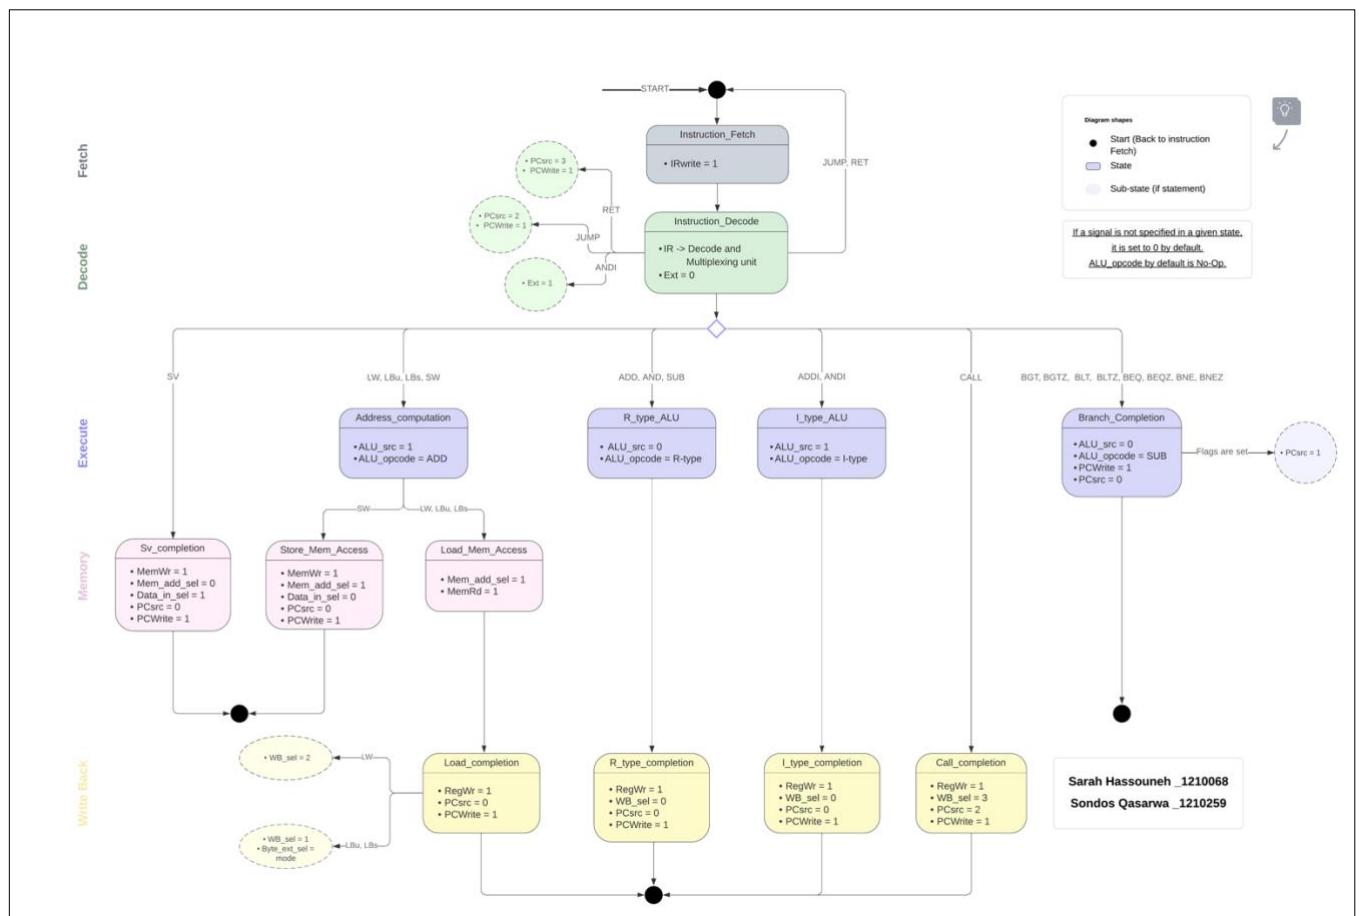 START
Instruction_Fetch
• IRwrite = 1
JUMP, RET
Diagram shapes
Start (Back to instruction
Fetch)
State
Sub-state (if statement)
Fetch
• PCsrc = 3
• PCWrite = 1
RET
• PCsrc = 2
• PCWrite = 1
JUMP
ANDI
• Ext = 1
Instruction_Decode
• IR -> Decode and
Multiplexing unit
• Ext = 0
If a signal is not specified in a given state,
it is set to 0 by default.
ALU_opcode by default is No-Op.
Decode
SV
LW, LBu, LBs, SW
ADD, AND, SUB
ADDI, ANDI
CALL
BGT, BGTZ, BLT, BLTZ, BEQ, BEQZ, BNE, BNEZ
Execute
Address_computation
• ALU_src = 1
• ALU_opcode = ADD
R_type_ALU
• ALU_src = 0
• ALU_opcode = R-type
I_type_ALU
• ALU_src = 1
• ALU_opcode = I-type
Branch_Completion
• ALU_src = 0
• ALU_opcode = SUB
• PCWrite = 1
• PCsrc = 0
Flags are set
• PCsrc = 1
SW
LW, LBu, LBs
Memory
Sv_completion
• MemWr = 1
• Mem_add_sel = 0
• Data_in_sel = 1
• PCsrc = 0
• PCWrite = 1
Store_Mem_Access
• MemWr = 1
• Mem_add_sel = 1
• Data_in_sel = 0
• PCsrc = 0
• PCWrite = 1
Load_Mem_Access
• Mem_add_sel = 1
• MemRd = 1
Write Back
• WB_sel = 2
LW
• WB_sel = 1
• Byte_ext_sel =
mode
LBu, LBs
Load_completion
• RegWr = 1
• PCsrc = 0
• PCWrite = 1
R_type_completion
• RegWr = 1
• WB_sel = 0
• PCsrc = 0
• PCWrite = 1
I_type_completion
• RegWr = 1
• WB_sel = 0
• PCsrc = 0
• PCWrite = 1
Call_completion
• RegWr = 1
• WB_sel = 3
• PCsrc = 2
• PCWrite = 1
Sarah Hassouneh _1210068
Sondos Qasarwa _1210259